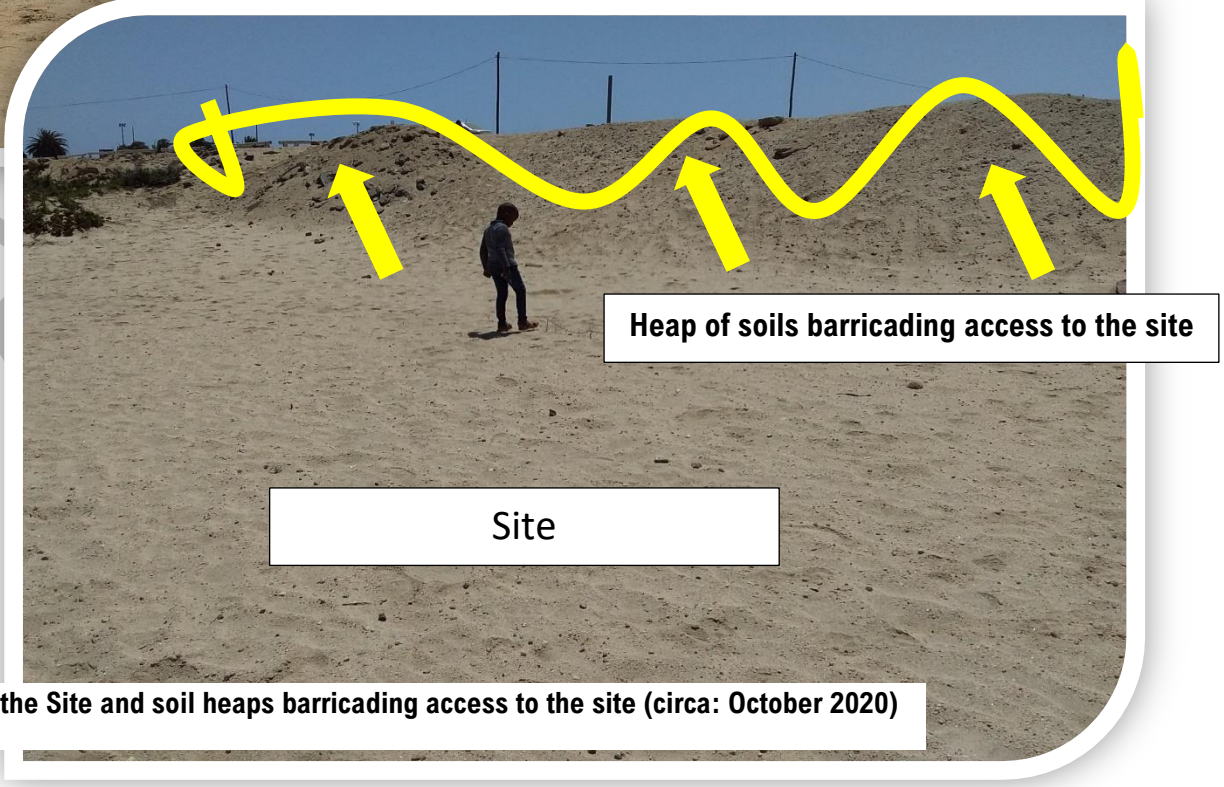 Heap of soils barricading access to the site
Site
the Site and soil heaps barricading access to the site (circa: October 2020)